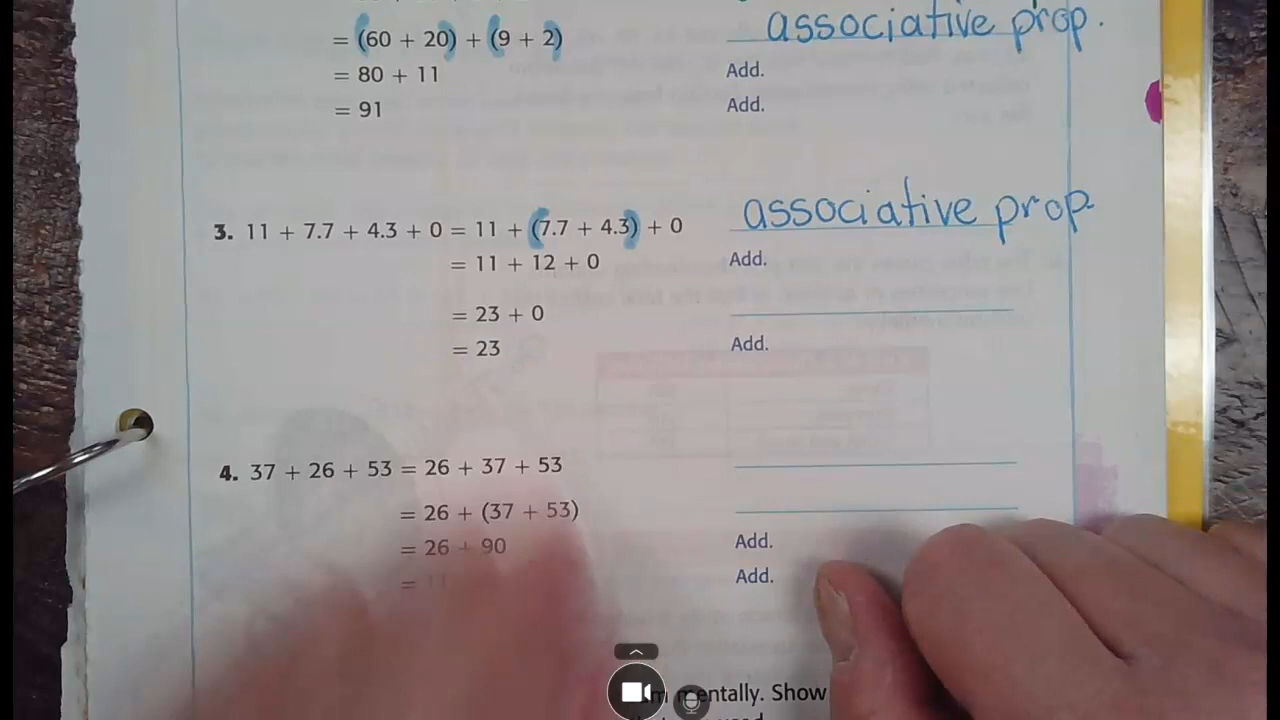 = (60 + 20) + (9 + 2) associative prop.
= 80 + 11 Add.
= 91 Add.
3. 11 + 7.7 + 4.3 + 0 = 11 + (7.7 + 4.3) + 0 associative prop.
= 11 + 12 + 0 Add.
= 23 + 0
= 23 Add.
4. 37 + 26 + 53 = 26 + 37 + 53
= 26 + (37 + 53)
= 26 + 90 Add.
= 11 Add.
mentally. Show